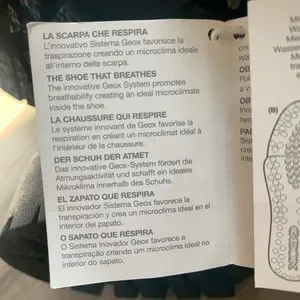 LA SCARPA CHE RESPIRA
L'innovativo Sistema Geox favorisce la
traspirazione creando un microclima ideale
all'interno della scarpa.
THE SHOE THAT BREATHES
The innovative Geox-System promotes
breathability creating an ideal microclimate
inside the shoe.
LA CHAUSSURE QUI RESPIRE
Le système innovant de Geox favorise la
respiration en créant un microclimat idéal à
l'intérieur de la chaussure.
DER SCHUH DER ATMET
Das innovative Geox-System fördert die
Atmungsaktivität und schafft ein ideales
Mikroklima innerhalb des Schuhs.
EL ZAPATO QUE RESPIRA
El innovador Sistema Geox favorece la
transpiración y crea un microclima ideal en el
interior del zapato.
O SAPATO QUE RESPIRA
O Sistema inovador Geox favorece a
transpiração criando um microclima ideal no
interior do sapato.
(B)
GEOX